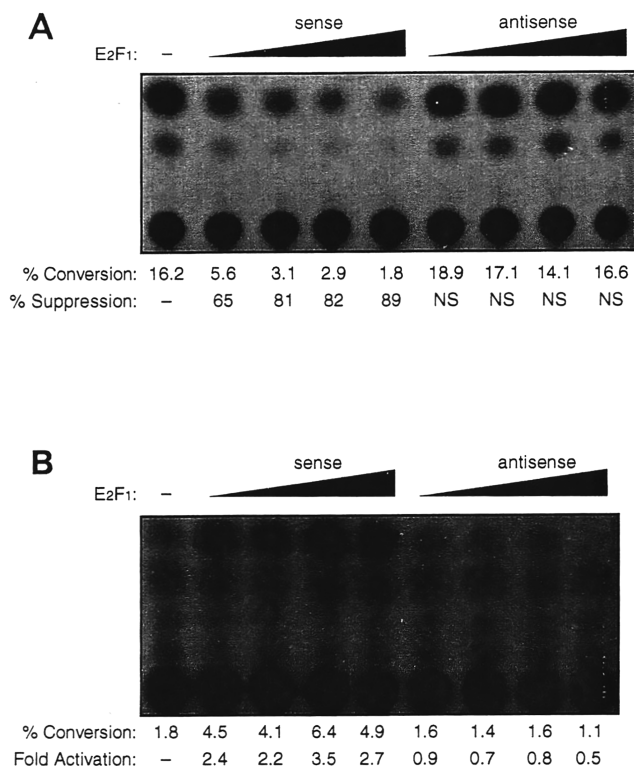 A
sense antisense
E2F1: –
% Conversion: 16.2 5.6 3.1 2.9 1.8 18.9 17.1 14.1 16.6
% Suppression: – 65 81 82 89 NS NS NS NS
B
sense antisense
E2F1: –
% Conversion: 1.8 4.5 4.1 6.4 4.9 1.6 1.4 1.6 1.1
Fold Activation: – 2.4 2.2 3.5 2.7 0.9 0.7 0.8 0.5